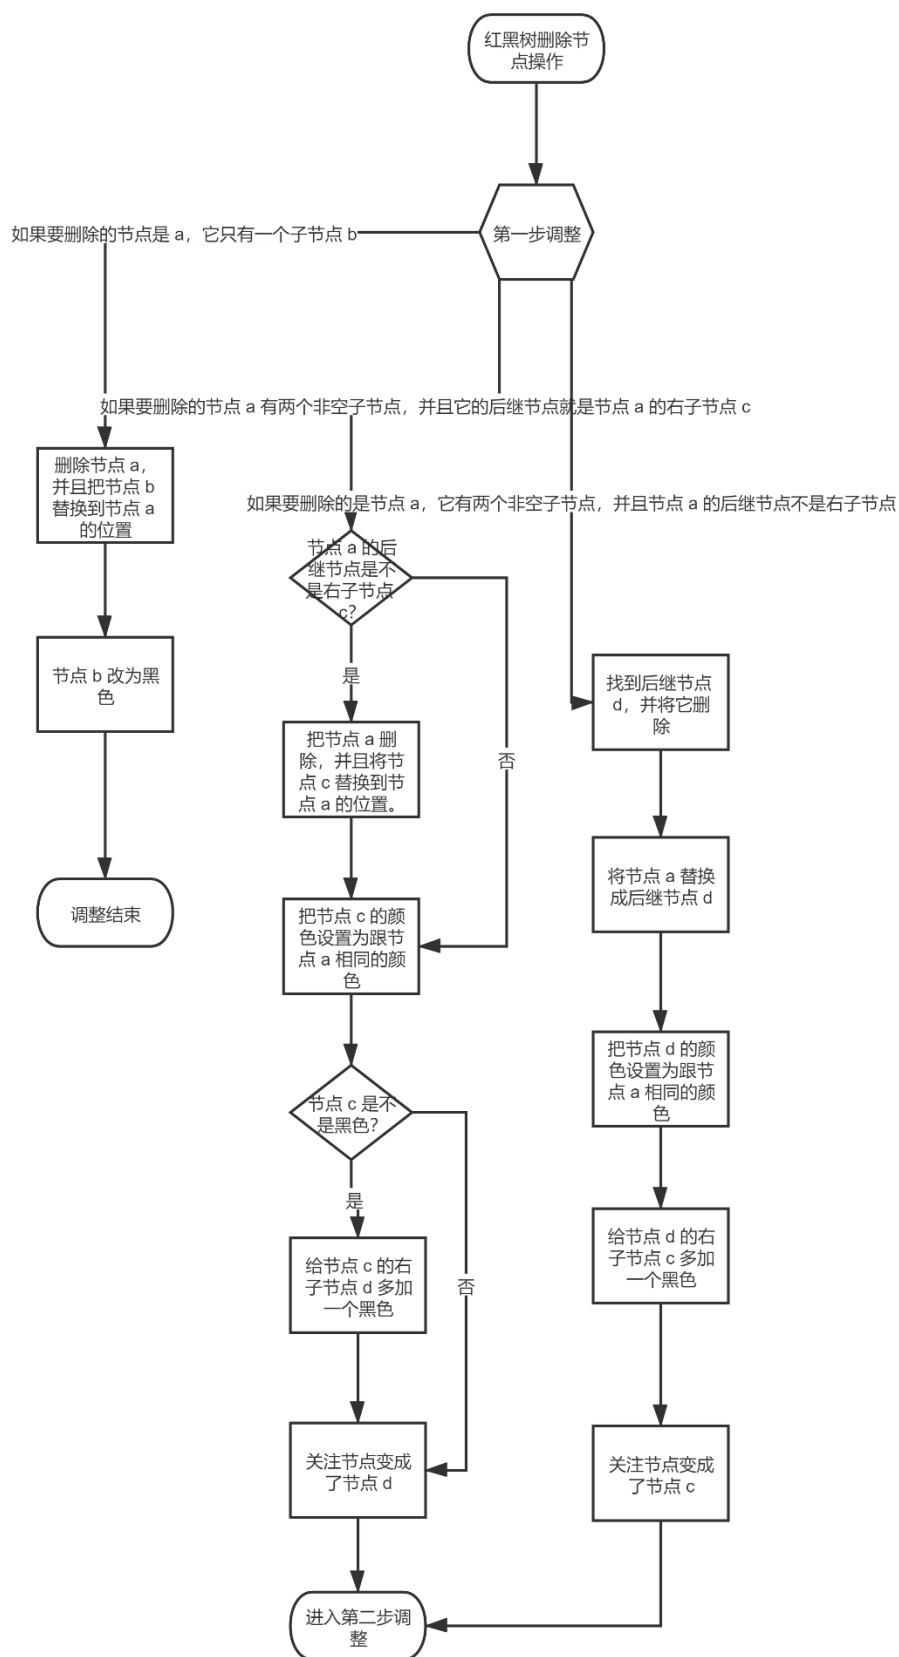 红黑树删除节
点操作
第一步调整
如果要删除的节点是 a，它只有一个子节点 b
如果要删除的节点 a 有两个非空子节点，并且它的后继节点就是节点 a 的右子节点 c
如果要删除的是节点 a，它有两个非空子节点，并且节点 a 的后继节点不是右子节点
删除节点 a，
并且把节点 b
替换到节点 a
的位置
节点 b 改为黑
色
调整结束
节点 a 的后
继节点是不
是右子节点
c？
是
否
把节点 a 删
除，并且将节
点 c 替换到节
点 a 的位置。
把节点 c 的颜
色设置为跟节
点 a 相同的颜
色
节点 c 是不
是黑色？
是
否
给节点 c 的右
子节点 d 多加
一个黑色
关注节点变成
了节点 d
找到后继节点
d，并将它删
除
将节点 a 替换
成后继节点 d
把节点 d 的颜
色设置为跟节
点 a 相同的颜
色
给节点 d 的右
子节点 c 多加
一个黑色
关注节点变成
了节点 c
进入第二步调
整